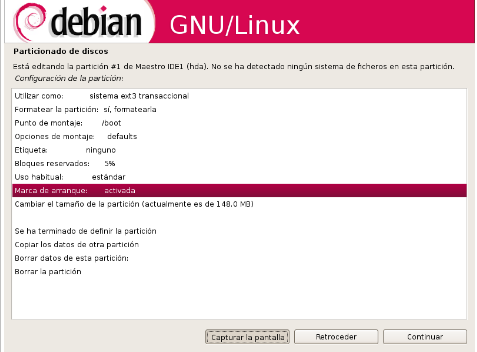 debian GNU/Linux
Particionado de discos
Está editando la partición #1 de Maestro IDE1 (hda). No se ha detectado ningún sistema de ficheros en esta partición.
Configuración de la partición:
Utilizar como: sistema ext3 transaccional
Formatear la partición: sí, formatearla
Punto de montaje: /boot
Opciones de montaje: defaults
Etiqueta: ninguno
Bloques reservados: 5%
Uso habitual: estándar
Marca de arranque: activada
Cambiar el tamaño de la partición (actualmente es de 148.0 MB)
Se ha terminado de definir la partición
Copiar los datos de otra partición
Borrar datos de esta partición:
Borrar la partición
Capturar la pantalla Retroceder Continuar